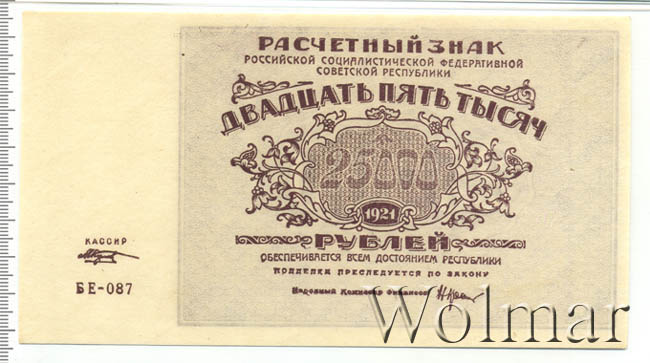 РАСЧЕТНЫЙ ЗНАК
РОССИЙСКОЙ СОЦИАЛИСТИЧЕСКОЙ ФЕДЕРАТИВНОЙ
СОВЕТСКОЙ РЕСПУБЛИКИ
ДВАДЦАТЬ ПЯТЬ ТЫСЯЧ
25000
1921
РУБЛЕЙ
ОБЕСПЕЧИВАЕТСЯ ВСЕМ ДОСТОЯНИЕМ РЕСПУБЛИКИ
ПОДДЕЛКА ПРЕСЛЕДУЕТСЯ ПО ЗАКОНУ
Народный Комиссар Финансов
КАССИР
БЕ-087
Wolmar